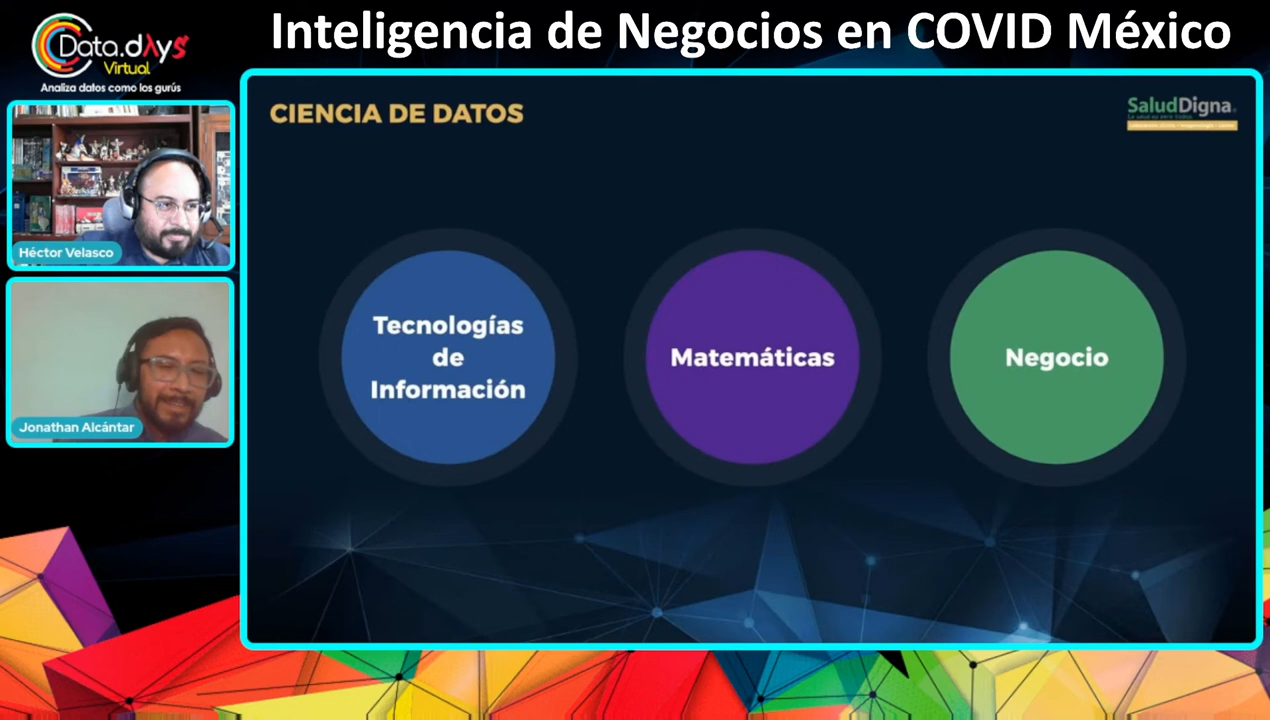 Inteligencia de Negocios en COVID México
Data.dAys
Virtual
Analiza datos como los gurús
Héctor Velasco
Jonathan Alcántar
CIENCIA DE DATOS
SaludDigna
Tecnologías
de
Información
Matemáticas
Negocio